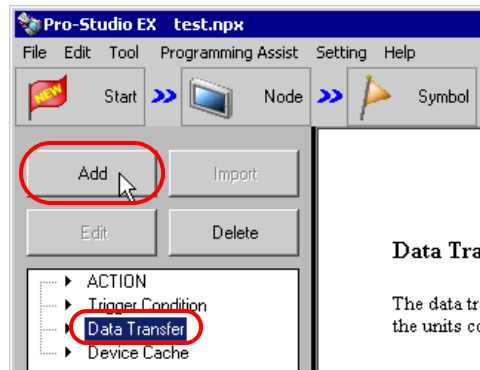 Pro-Studio EX test.npx
File Edit Tool Programming Assist Setting Help
NEW Start Node Symbol
Add Import
Edit Delete
ACTION
Trigger Condition
Data Transfer
Device Cache
Data Tra
The data tr
the units co